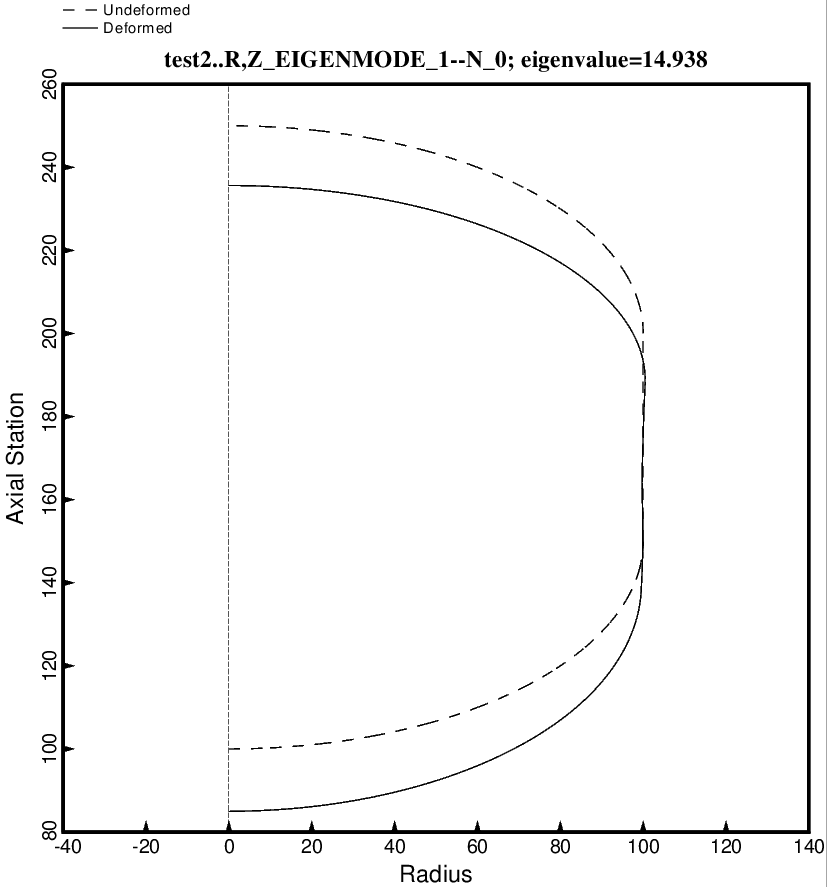 Undeformed
Deformed
test2..R,Z_EIGENMODE_1--N_0; eigenvalue=14.938
260
240
220
200
180
160
140
120
100
80
Axial Station
-40 -20 0 20 40 60 80 100 120 140
Radius